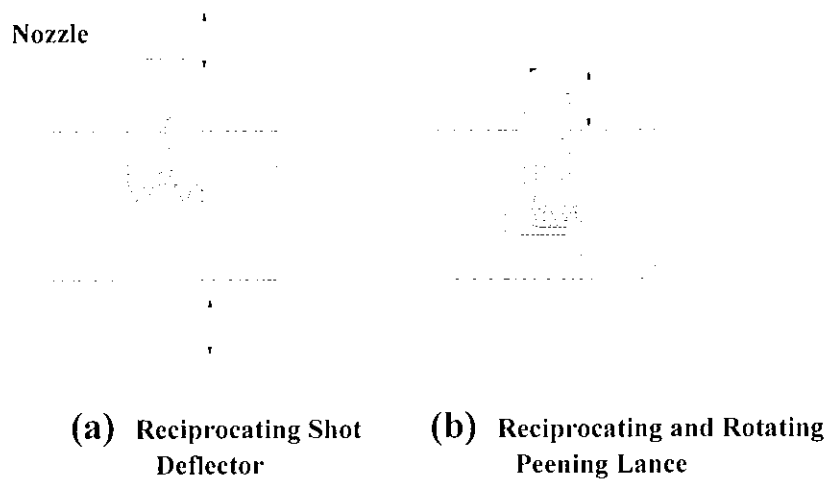 Nozzle
(a) Reciprocating Shot
Deflector
(b) Reciprocating and Rotating
Peening Lance